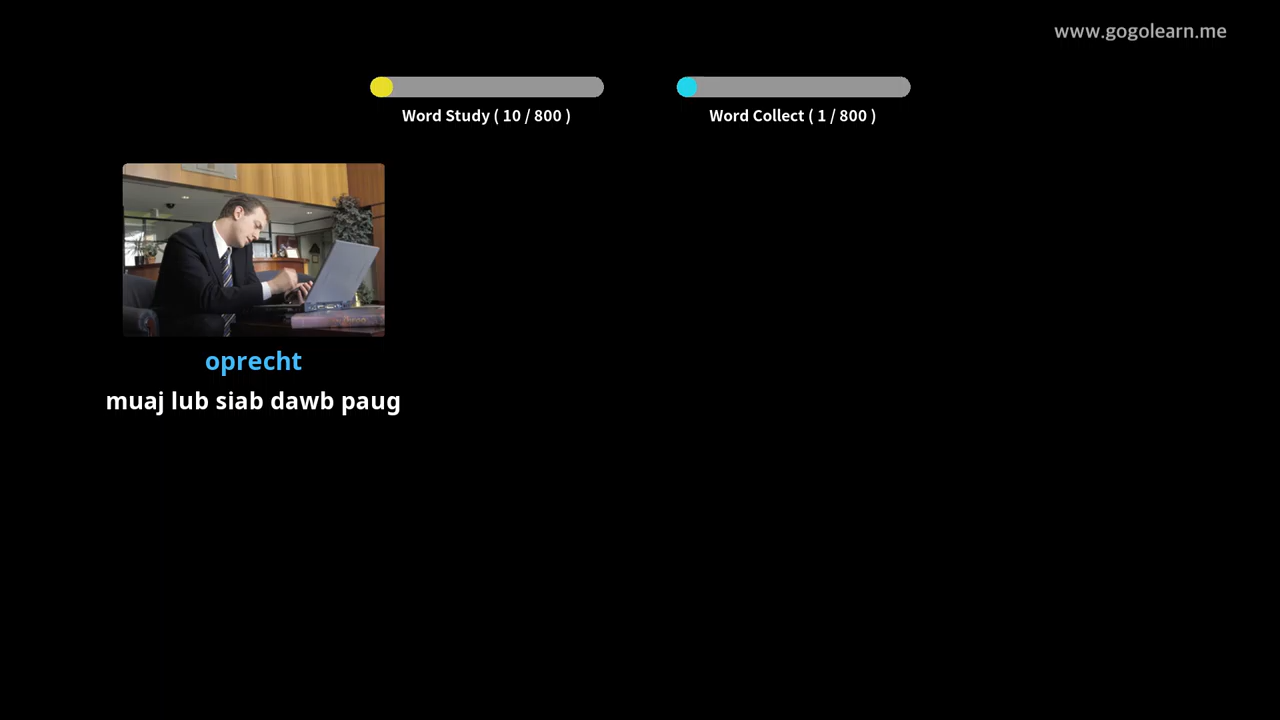 www.gogolearn.me
Word Study ( 10 / 800 )
Word Collect ( 1 / 800 )
oprecht
muaj lub siab dawb paug